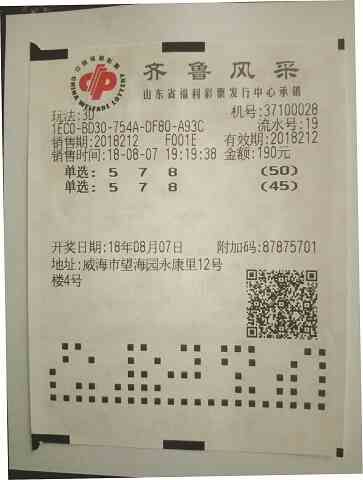 中国福利彩票
CHINA WELFARE LOTTERY
齐鲁风采
山东省福利彩票发行中心承销
玩法:3D 机号:37100028
1EC0-BD30-754A-DF80-A93C 流水号:19
销售期:2018212 F001E 有效期:2018212
销售时间:18-08-07 19:19:38 金额:190元
单选: 5 7 8 (50)
单选: 5 7 8 (45)
开奖日期:18年08月07日 附加码:87875701
地址:威海市望海园永康里12号
楼4号